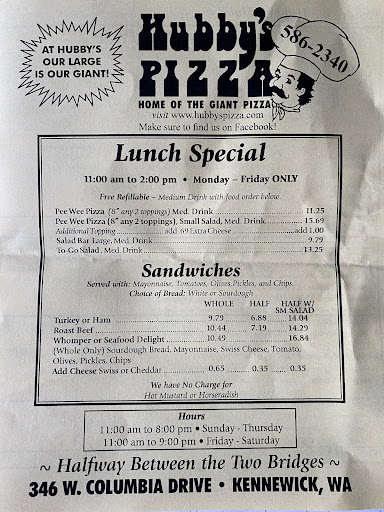 AT HUBBY'S
OUR LARGE
IS OUR GIANT!
Hubby's
PIZZA
586-2340
HOME OF THE GIANT PIZZA
visit www.hubbyspizza.com
Make sure to find us on Facebook!
Lunch Special
11:00 am to 2:00 pm • Monday – Friday ONLY
Free Refillable – Medium Drink with food order below.
Pee Wee Pizza (8" any 2 toppings) Med. Drink 11.25
Pee Wee Pizza (8" any 2 toppings), Small Salad, Med. Drink 15.69
Additional Topping add .69 Extra Cheese add 1.00
Salad Bar Large, Med. Drink 9.79
To-Go Salad, Med. Drink 13.25
Sandwiches
Served with: Mayonnaise, Tomatoes, Olives, Pickles, and Chips.
Choice of Bread: White or Sourdough
WHOLE HALF HALF W/ SM SALAD
Turkey or Ham 9.79 6.88 14.04
Roast Beef 10.44 7.19 14.29
Whomper or Seafood Delight 10.49 16.84
(Whole Only) Sourdough Bread, Mayonnaise, Swiss Cheese, Tomato,
Olives, Pickles, Chips
Add Cheese Swiss or Cheddar 0.65 0.35 0.35
We have No Charge for
Hot Mustard or Horseradish
Hours
11:00 am to 8:00 pm • Sunday - Thursday
11:00 am to 9:00 pm • Friday - Saturday
~ Halfway Between the Two Bridges ~
346 W. COLUMBIA DRIVE • KENNEWICK, WA